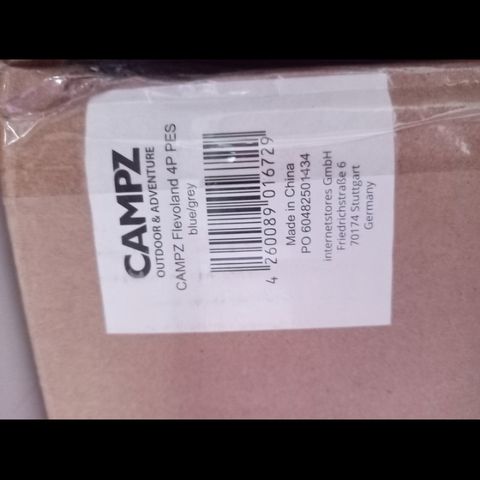 CAMPZ
OUTDOOR & ADVENTURE
CAMPZ Flevoland 4P PES
blue/grey
4 260089 016729
Made in China
PO 60482501434
internetstores GmbH
Friedrichstraße 6
70174 Stuttgart
Germany